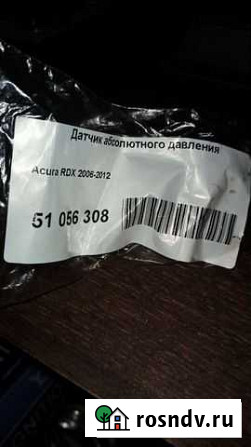 Датчик абсолютного давления
Acura RDX 2006-2012
51 056 308
rosndv.ru